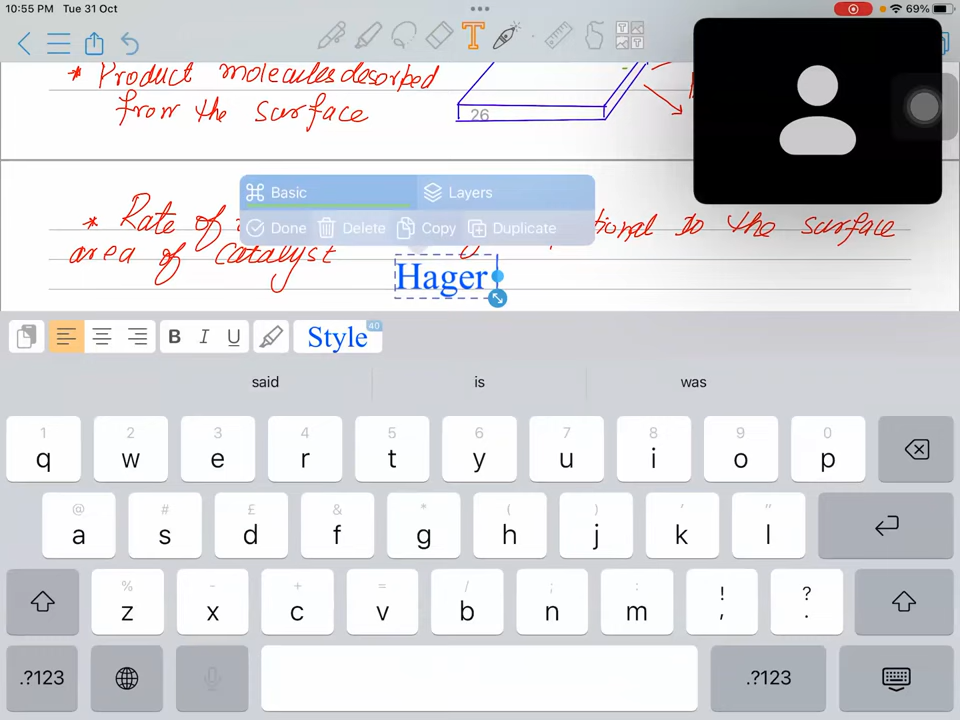 10:55 PM Tue 31 Oct 69%
* Product molecules desorbed
from the surface
26
Basic Layers
Done Delete Copy Duplicate
* Rate of to the surface
area of catalyst
Hager
B I U Style 40
said is was
1 2 3 4 5 6 7 8 9 0
q w e r t y u i o p
@ # £ & * ( ) ' "
a s d f g h j k l
% - + = / ; : ! ?
z x c v b n m , .
.?123 .?123